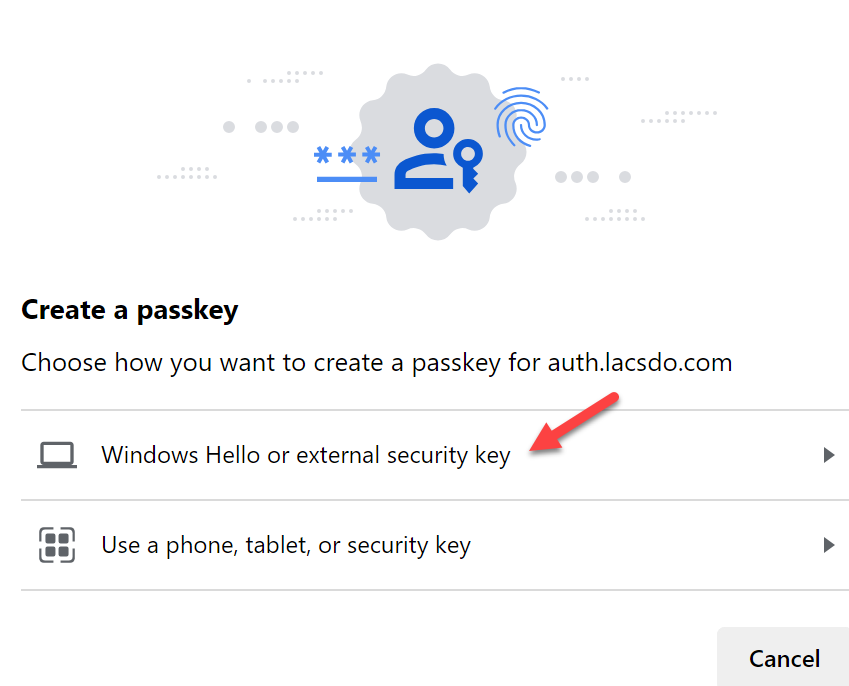 ***
Create a passkey
Choose how you want to create a passkey for auth.lacsdo.com
Windows Hello or external security key
Use a phone, tablet, or security key
Cancel